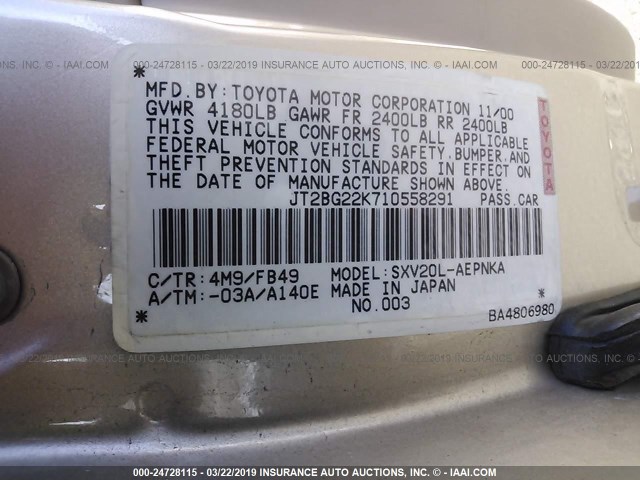 000-24728115 - 03/22/2019 INSURANCE AUTO AUCTIONS, INC. - IAAI.COM
MFD.BY:TOYOTA MOTOR CORPORATION 11/00
GVWR 4180LB GAWR FR 2400LB RR 2400LB
THIS VEHICLE CONFORMS TO ALL APPLICABLE
FEDERAL MOTOR VEHICLE SAFETY,BUMPER,AND
THEFT PREVENTION STANDARDS IN EFFECT ON
THE DATE OF MANUFACTURE SHOWN ABOVE.
TOYOTA
JT2BG22K710558291 PASS.CAR
C/TR:4M9/FB49 MODEL:SXV20L-AEPNKA
A/TM:-03A/A140E MADE IN JAPAN
NO.003
BA4806980
000-24728115 - 03/22/2019 INSURANCE AUTO AUCTIONS, INC. - IAAI.COM